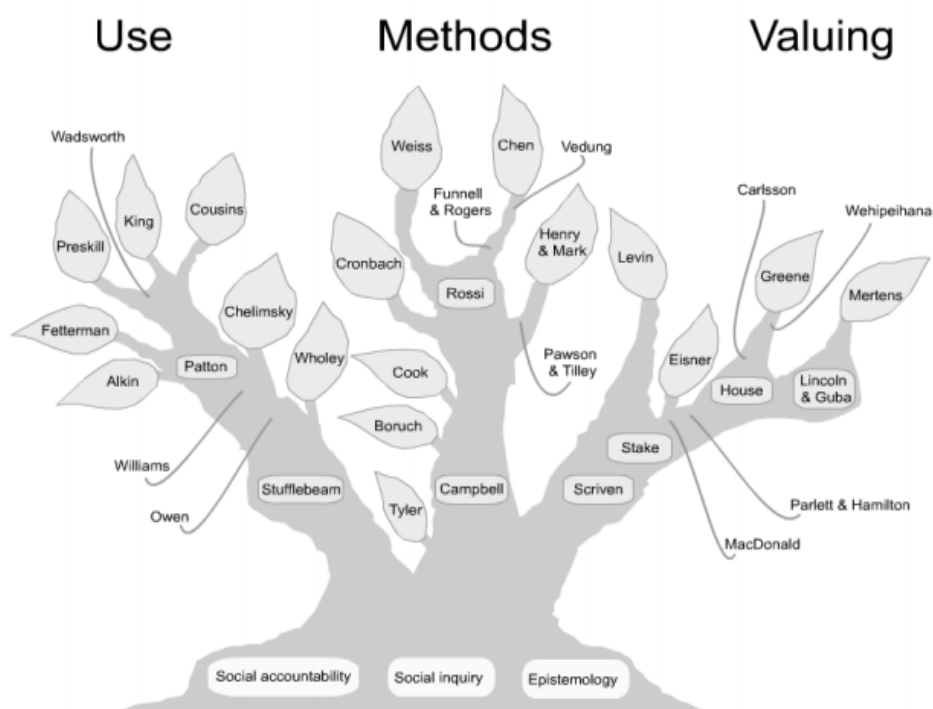 Use
Methods
Valuing
Wadsworth
Weiss
Chen
Vedung
King
Cousins
Preskill
Funnell
& Rogers
Carlsson
Wehipeihana
Henry
& Mark
Levin
Cronbach
Greene
Mertens
Rossi
Chelimsky
Fetterman
Wholey
Patton
Alkin
Cook
Pawson
& Tilley
Eisner
House
Lincoln
& Guba
Boruch
Stake
Williams
Stufflebeam
Campbell
Scriven
Tyler
Owen
Parlett & Hamilton
MacDonald
Social accountability
Social inquiry
Epistemology